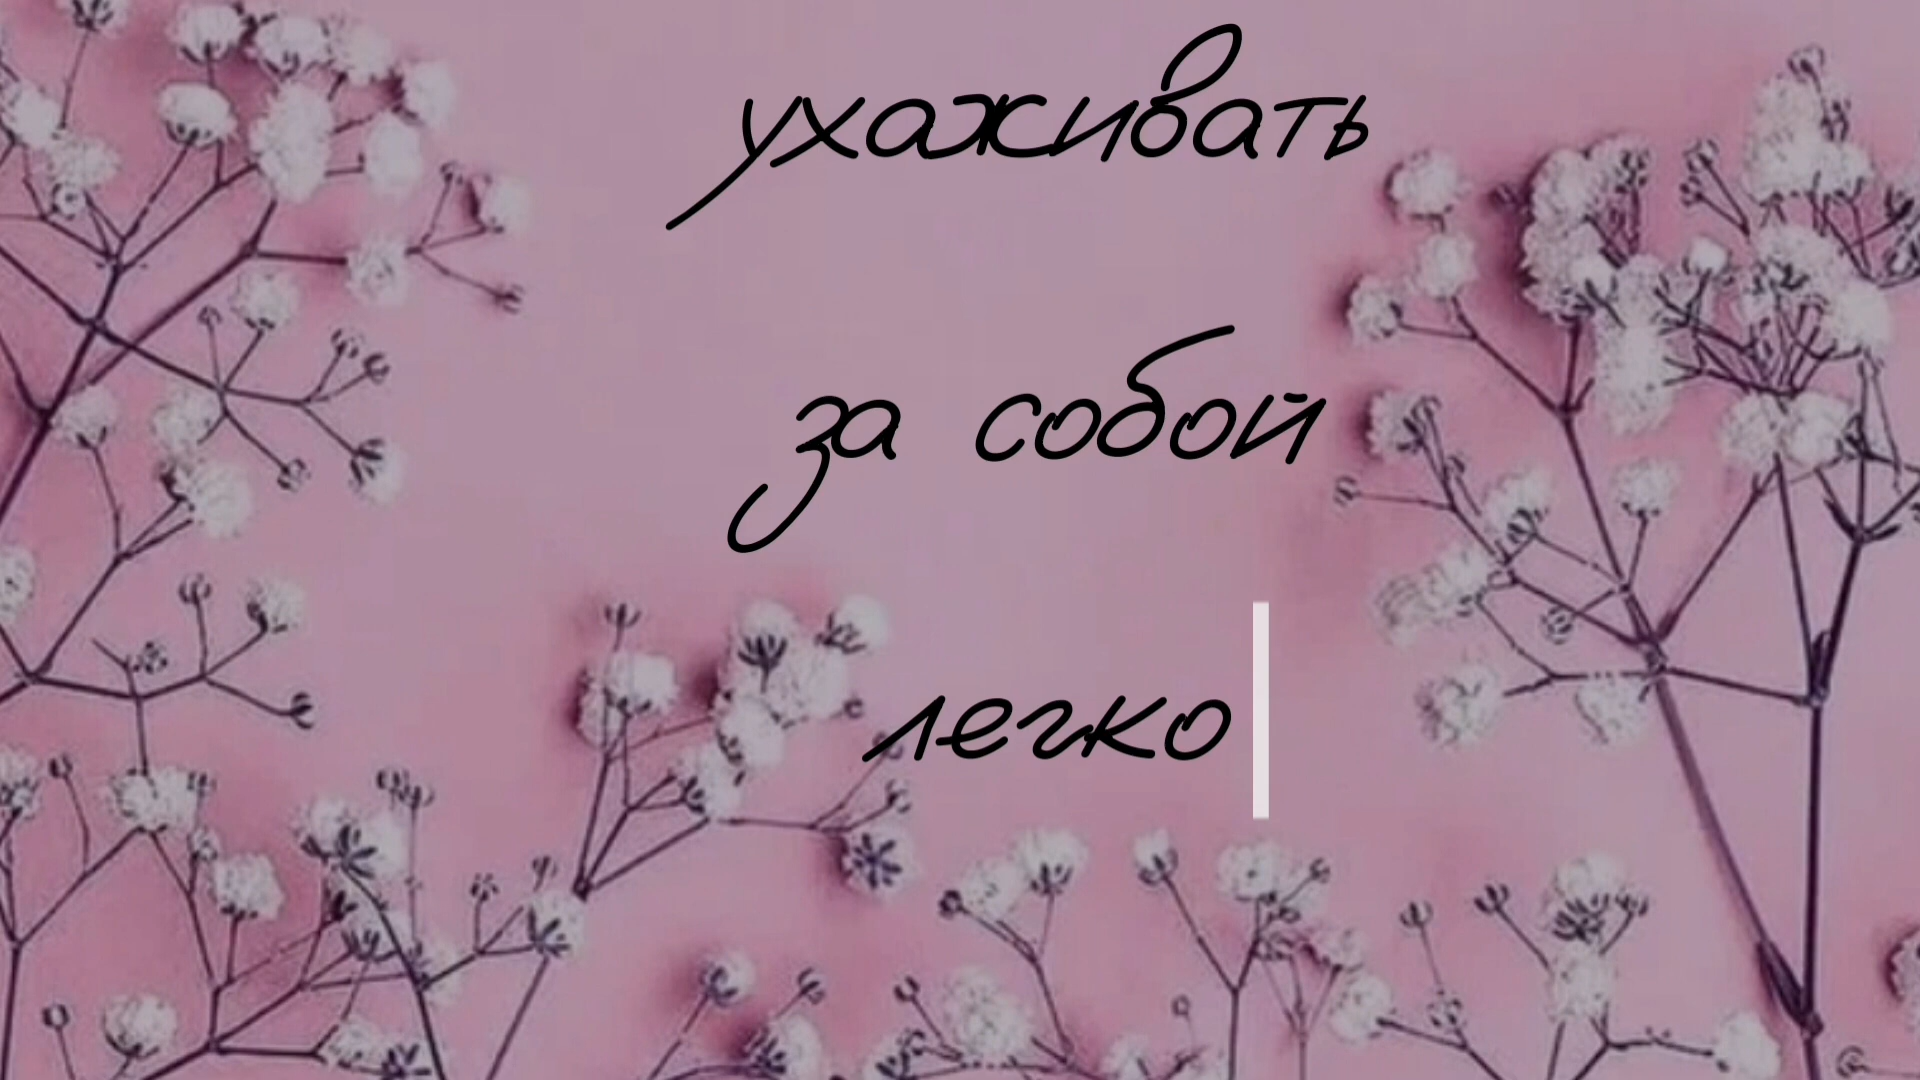 ухаживать
за собой
легко